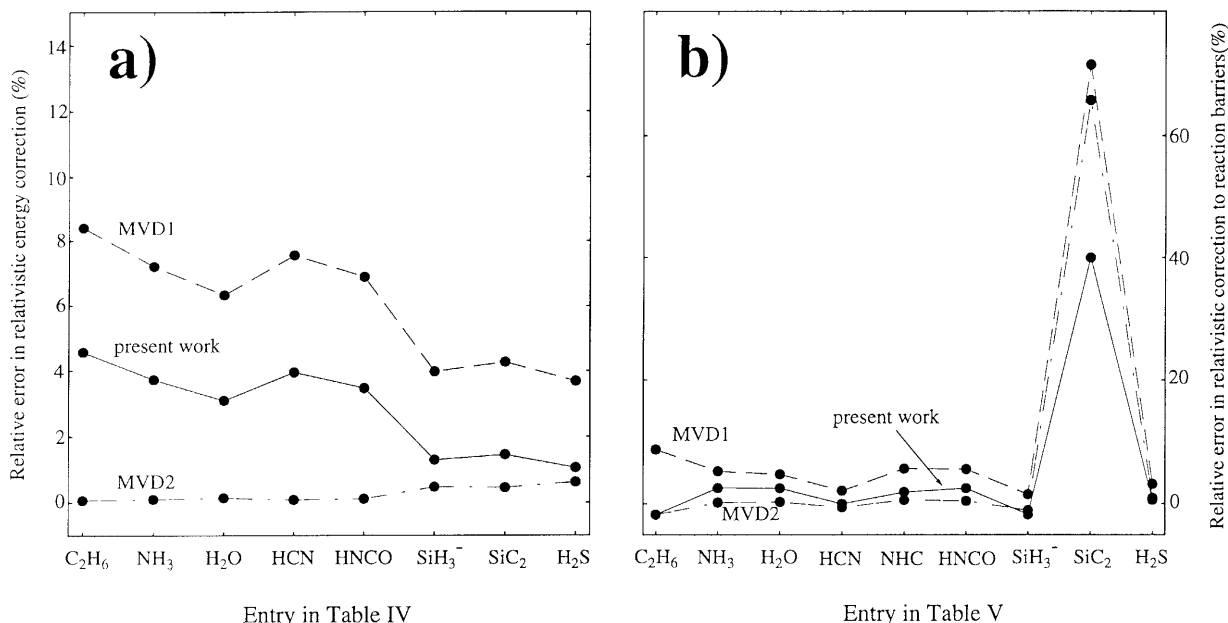 a)
Relative error in relativistic energy correction (%)
14
12
10
8
6
4
2
0
MVD1
present work
MVD2
C2H6 NH3 H2O HCN HNCO SiH3− SiC2 H2S
Entry in Table IV
b)
Relative error in relativistic correction to reaction barriers(%)
60
40
20
0
present work
MVD1
MVD2
C2H6 NH3 H2O HCN NHC HNCO SiH3− SiC2 H2S
Entry in Table V